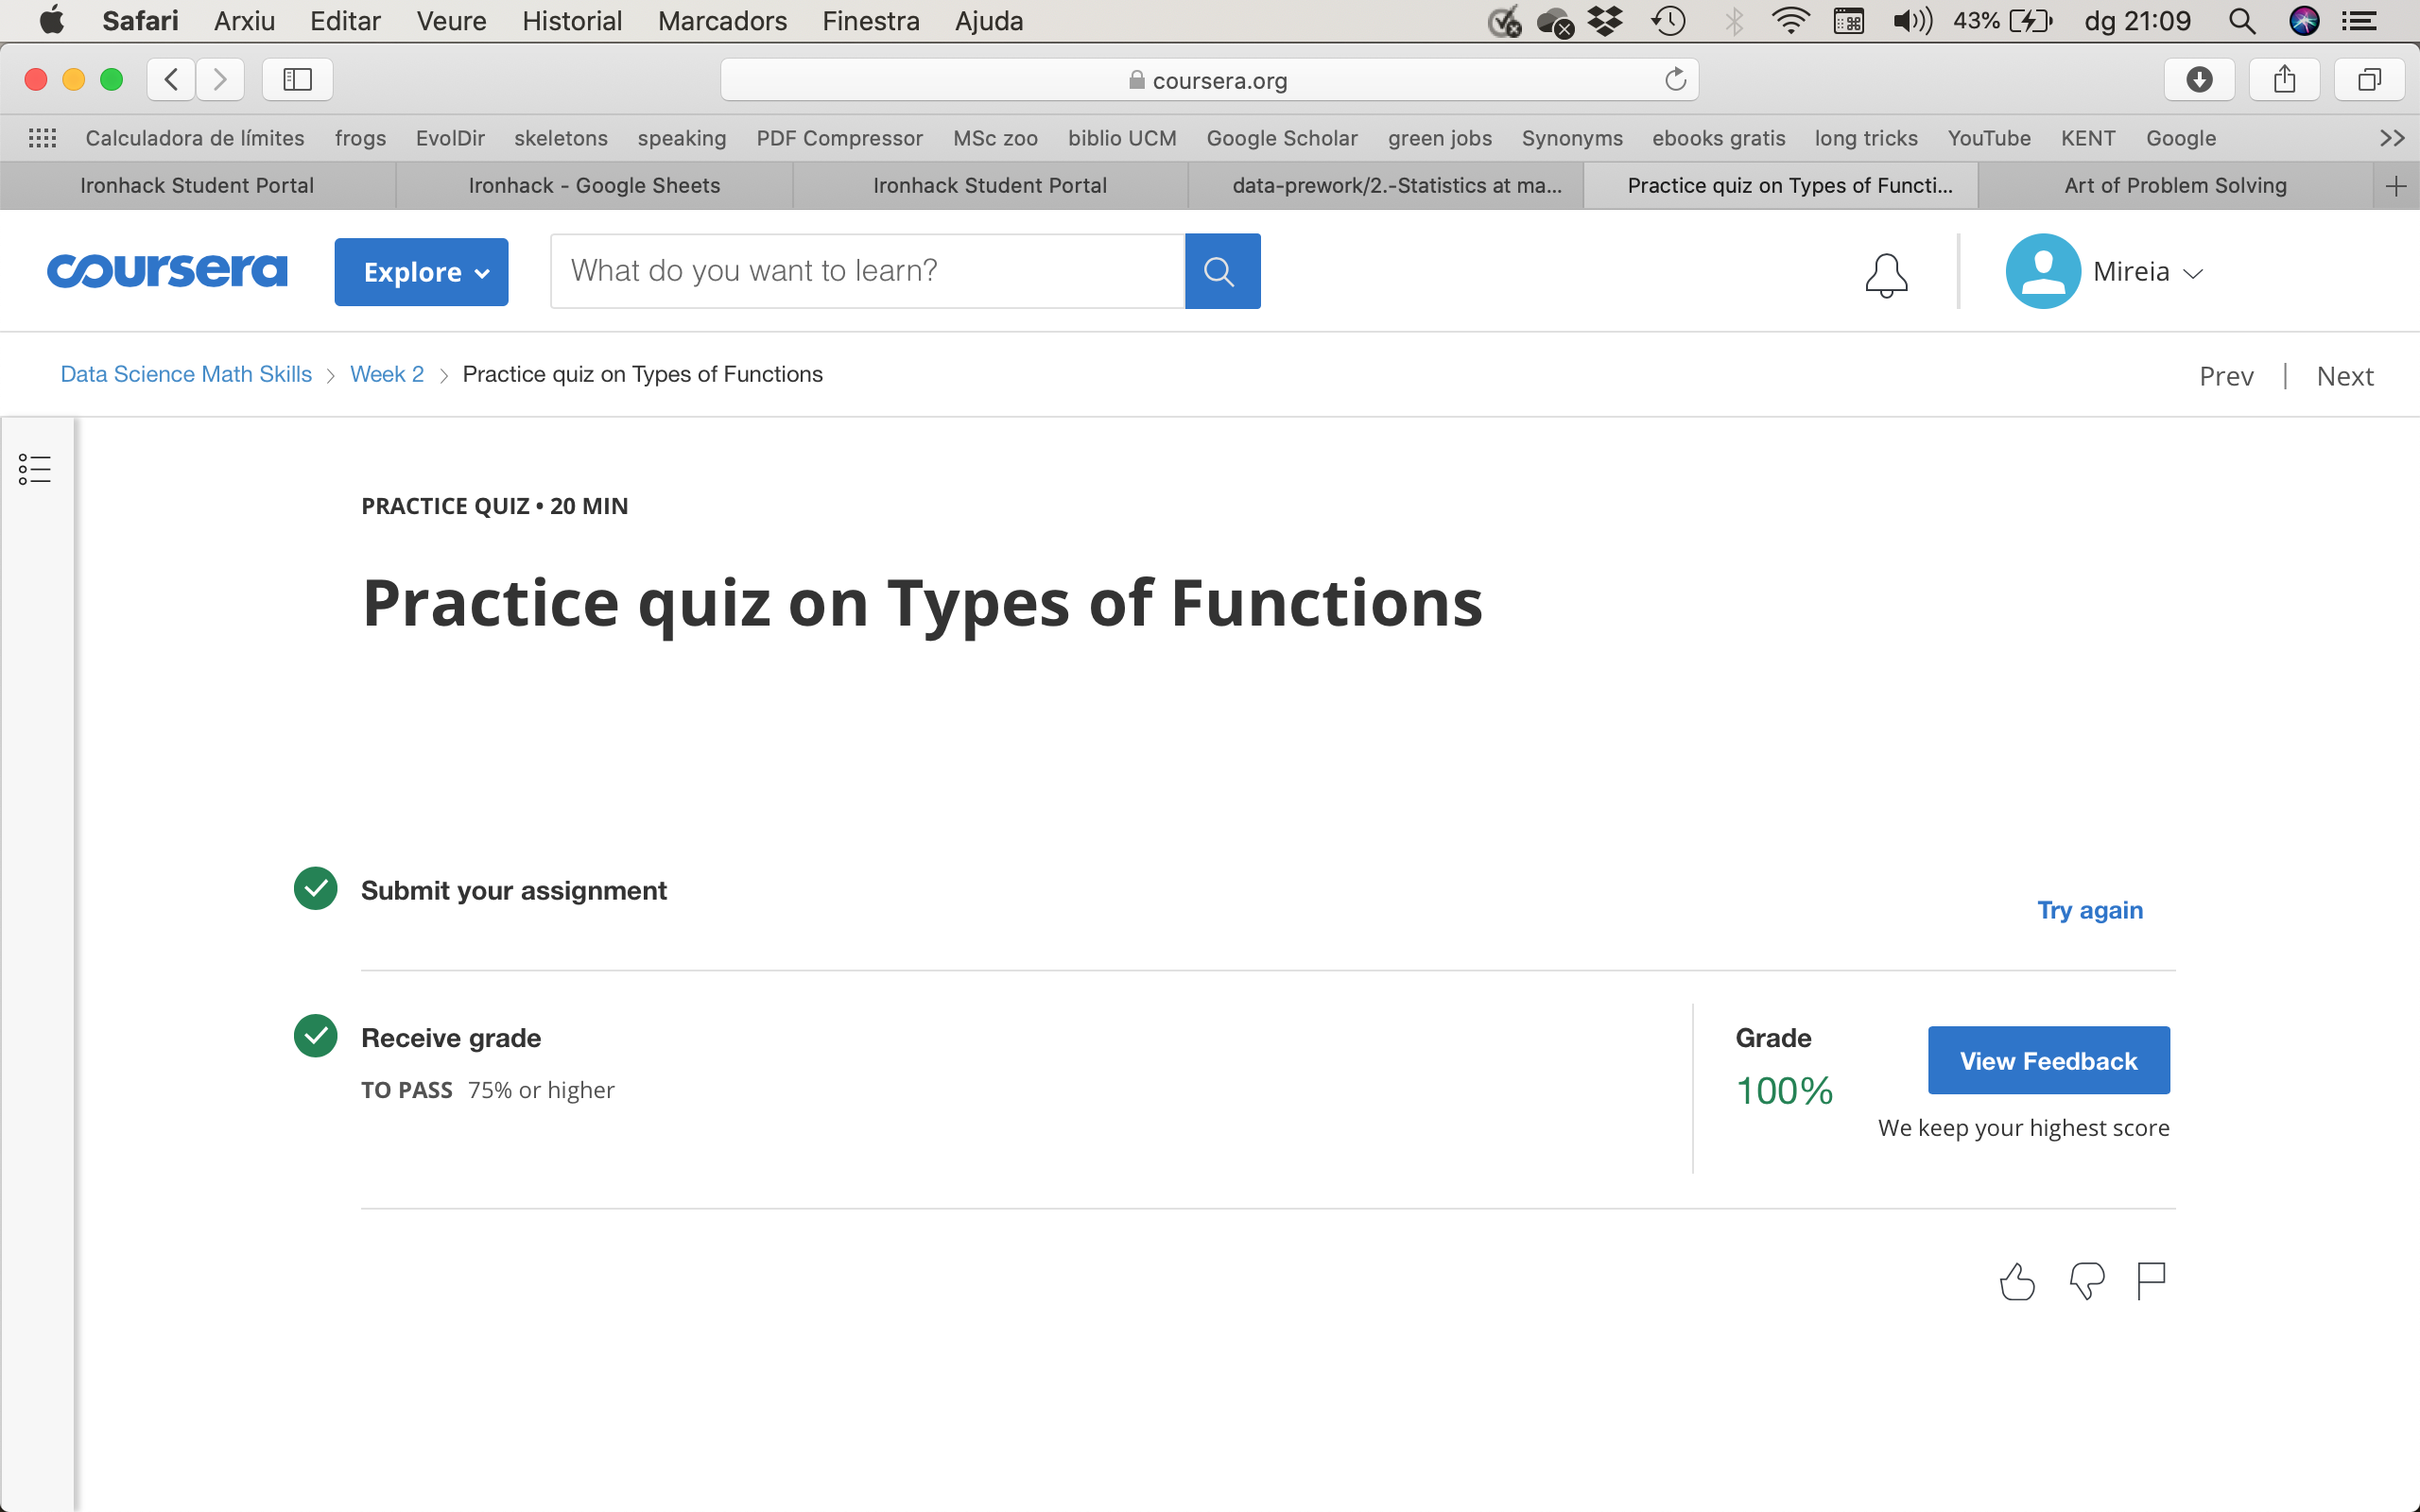 Safari Arxiu Editar Veure Historial Marcadors Finestra Ajuda 43% dg 21:09
coursera.org
Calculadora de límites frogs EvolDir skeletons speaking PDF Compressor MSc zoo biblio UCM Google Scholar green jobs Synonyms ebooks gratis long tricks YouTube KENT Google
Ironhack Student Portal Ironhack - Google Sheets Ironhack Student Portal data-prework/2.-Statistics at ma... Practice quiz on Types of Functi... Art of Problem Solving
coursera Explore What do you want to learn? Mireia
Data Science Math Skills > Week 2 > Practice quiz on Types of Functions Prev | Next
PRACTICE QUIZ • 20 MIN
Practice quiz on Types of Functions
Submit your assignment
Try again
Receive grade
TO PASS 75% or higher
Grade
100%
View Feedback
We keep your highest score